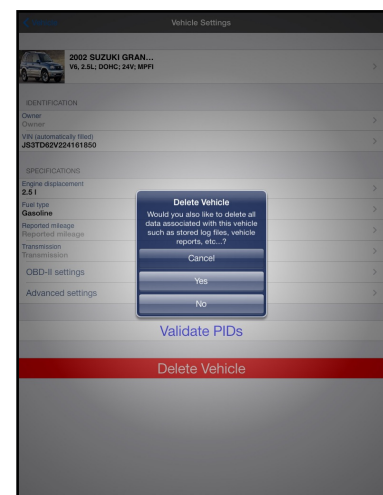 Vehicle Settings
2002 SUZUKI GRAN...
V6, 2.5L; DOHC; 24V; MPFI
IDENTIFICATION
Owner
Owner
VIN (automatically filled)
JS3TD62V224161850
SPECIFICATIONS
Engine displacement
2.5 l
Fuel type
Gasoline
Reported mileage
Reported mileage
Transmission
Transmission
OBD-II settings
Advanced settings
Delete Vehicle
Would you also like to delete all
data associated with this vehicle
such as stored log files, vehicle
reports, etc...?
Cancel
Yes
No
Validate PIDs
Delete Vehicle